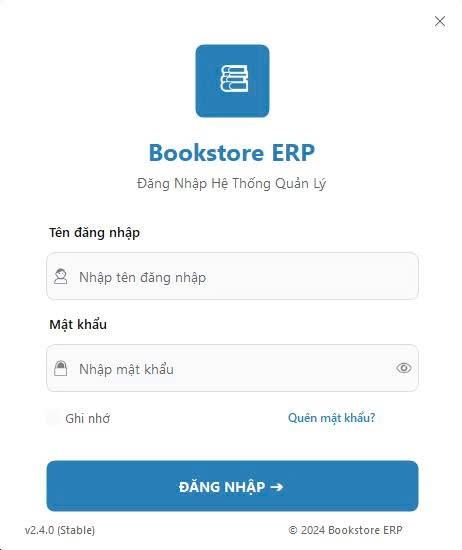 Bookstore ERP
Đăng Nhập Hệ Thống Quản Lý
Tên đăng nhập
Nhập tên đăng nhập
Mật khẩu
Nhập mật khẩu
Ghi nhớ
Quên mật khẩu?
ĐĂNG NHẬP ➔
v2.4.0 (Stable)
© 2024 Bookstore ERP